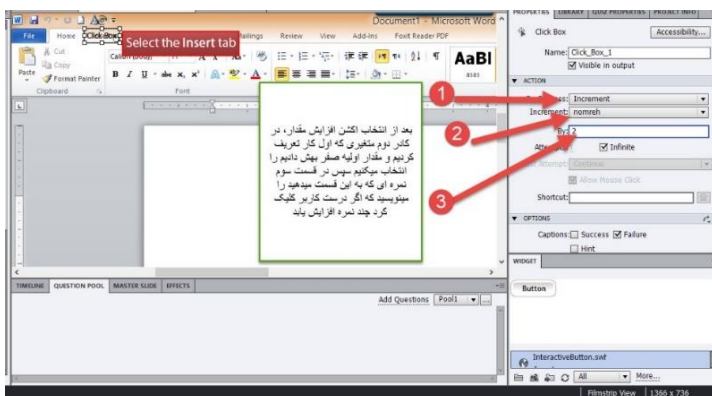 Document1 - Microsoft Word
File
Home
Click Box
Mailings
Review
View
Add-Ins
Foxit Reader PDF
Select the Insert tab
Cut
Copy
Format Painter
Paste
Clipboard
Font
AaBl
بعد از انتخاب اکشن افزایش مقدار، در
کادر دوم متغیری که اول کار تعریف
کردیم و مقدار اولیه صفر بهش دادیم را
انتخاب میکنیم سپس در قسمت سوم
نمره ای که به این قسمت میدهید را
مینویسید که اگر درست کاربر کلیک
کرد چند نمره افزایش یابد
1
2
3
PROPERTIES
LIBRARY
QUIZ PROPERTIES
PROJECT INFO
Click Box
Accessibility...
Name: Click_Box_1
Visible in output
ACTION
Increment
Increment: nomreh
By: 2
Infinite
Continue
Allow Mouse Click
Shortcut:
OPTIONS
Captions: Success Failure
Hint
WIDGET
Button
InteractiveButton.swf
All
More...
TIMELINE
QUESTION POOL
MASTER SLIDE
EFFECTS
Add Questions
Pool1
Filmstrip View
1366 x 736